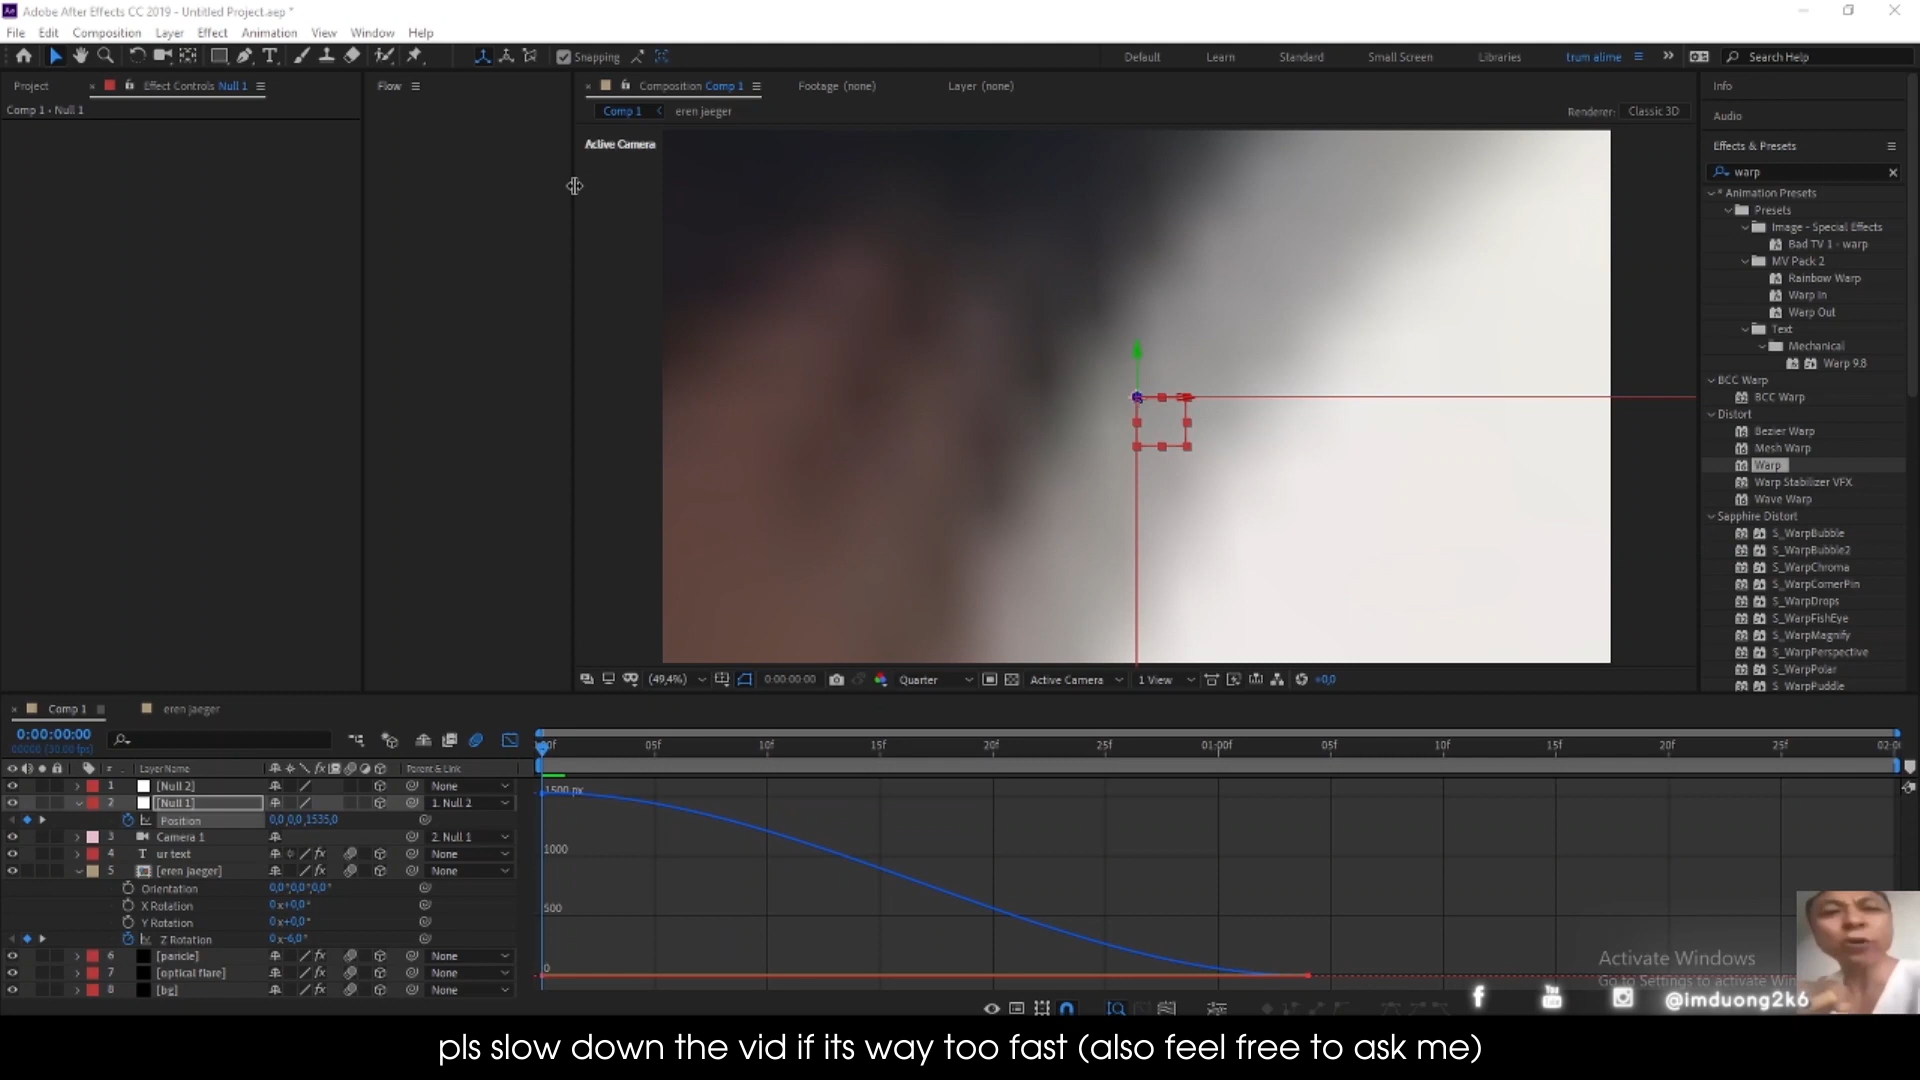 Adobe After Effects CC 2019 - Untitled Project.aep *
File Edit Composition Layer Effect Animation View Window Help
Snapping
Default Learn Standard Small Screen Libraries trum alime
Search Help
Project
Effect Controls Null 1
Flow
Composition Comp 1
Footage (none)
Layer (none)
Comp 1 • Null 1
Comp 1
eren jaeger
Renderer: Classic 3D
Active Camera
Info
Audio
Effects & Presets
warp
* Animation Presets
Presets
Image - Special Effects
Bad TV 1 - warp
MV Pack 2
Rainbow Warp
Warp In
Warp Out
Text
Mechanical
Warp 9.8
BCC Warp
BCC Warp
Distort
Bezier Warp
Mesh Warp
Warp
Warp Stabilizer VFX
Wave Warp
Sapphire Distort
S_WarpBubble
S_WarpBubble2
S_WarpChroma
S_WarpCornerPin
S_WarpDrops
S_WarpFishEye
S_WarpMagnify
S_WarpPerspective
S_WarpPolar
S_WarpPuddle
(49,4%) 0:00:00:00 Quarter Active Camera 1 View +0,0
Comp 1
eren jaeger
0:00:00:00
00000 (30.00 fps)
:00f 05f 10f 15f 20f 25f 01:00f 05f 10f 15f 20f 25f 02:0
# Layer Name Parent & Link
1 [Null 2] None
2 [Null 1] 1. Null 2
Position 0,0,0,0,1535,0
3 Camera 1 2. Null 1
4 T ur text fx None
5 [eren jaeger] fx None
Orientation 0,0°,0,0°,0,0°
X Rotation 0x+0,0°
Y Rotation 0x+0,0°
Z Rotation 0x-6,0°
6 [paricle] fx None
7 [optical flare] fx None
8 [bg] fx None
1500 px
1000
500
0
Activate Windows
Go to Settings to activate Win
@imduong2k6
pls slow down the vid if its way too fast (also feel free to ask me)